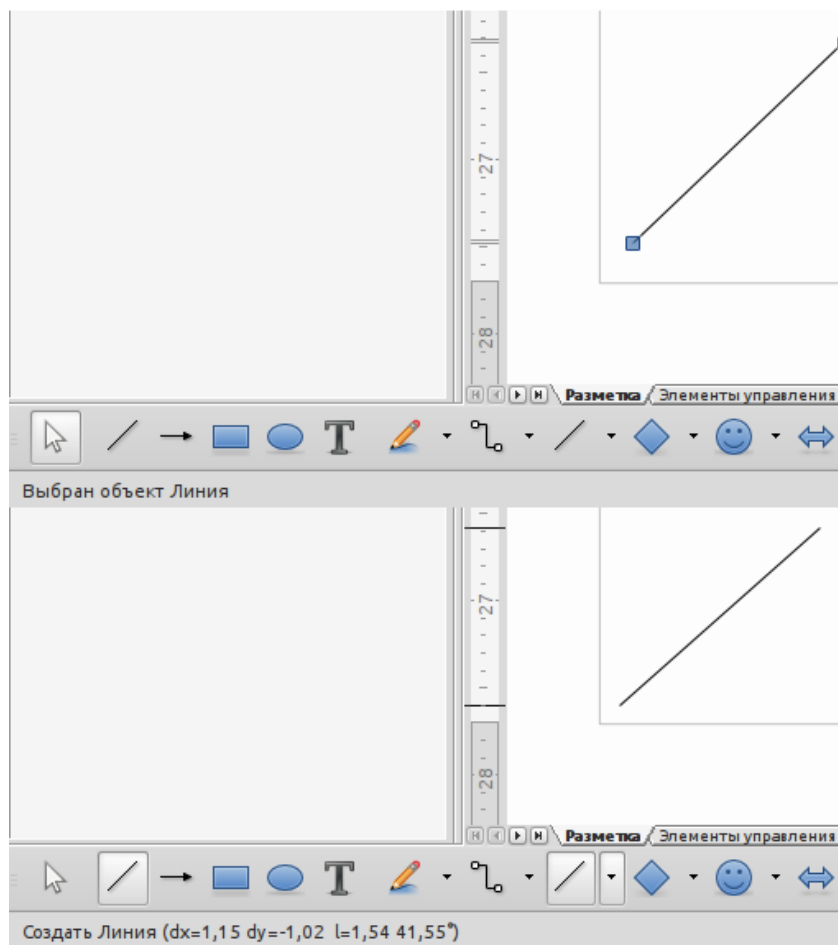 27
28
Разметка Элементы управления
T
Выбран объект Линия
27
28
Разметка Элементы управления
T
Создать Линия (dx=1,15 dy=-1,02 l=1,54 41,55°)